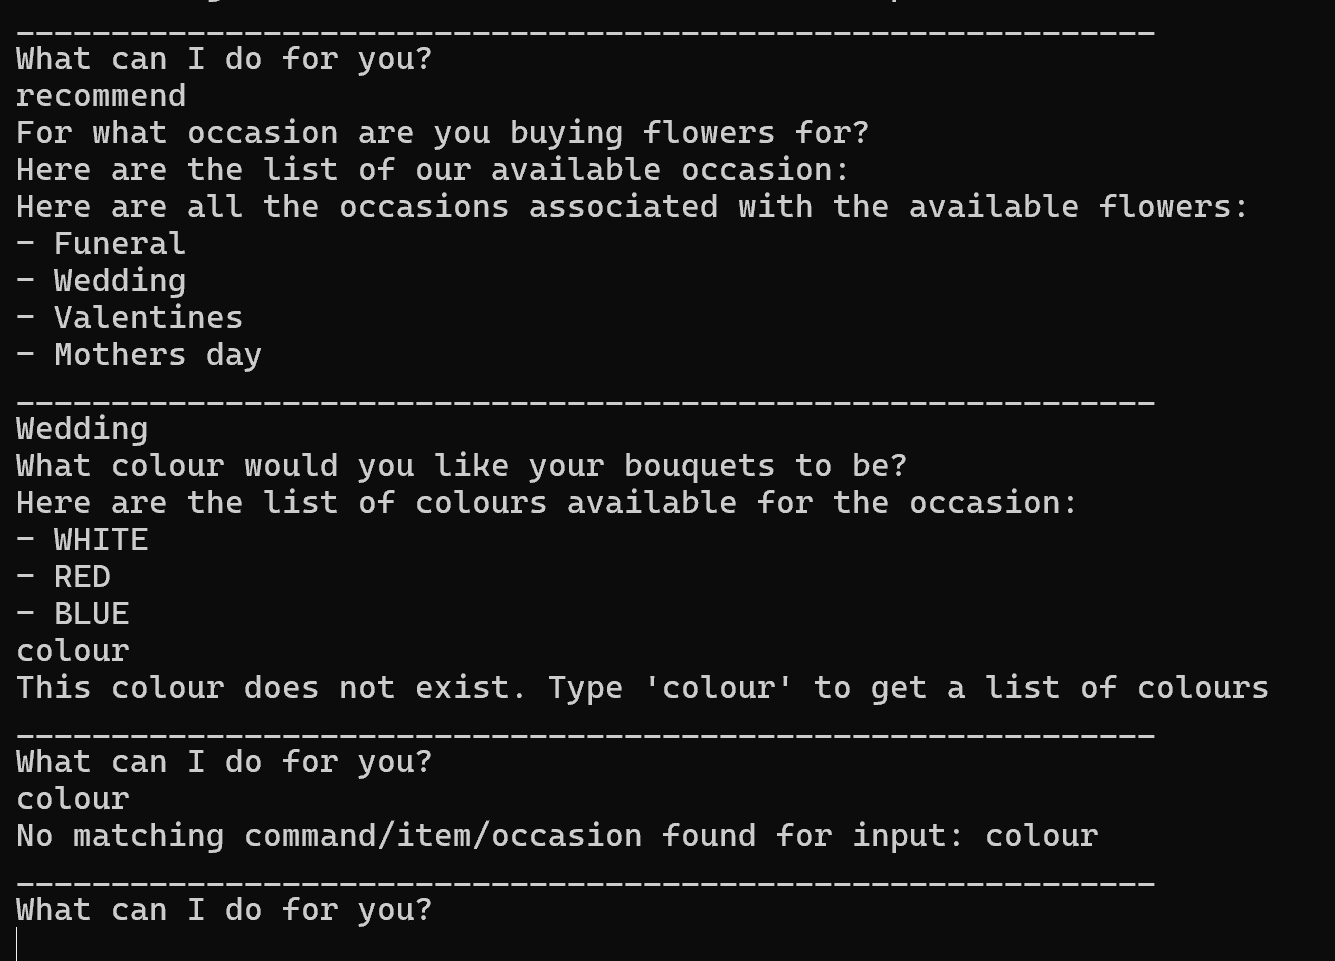 ____________________________________________________________
What can I do for you?
recommend
For what occasion are you buying flowers for?
Here are the list of our available occasion:
Here are all the occasions associated with the available flowers:
- Funeral
- Wedding
- Valentines
- Mothers day
____________________________________________________________
Wedding
What colour would you like your bouquets to be?
Here are the list of colours available for the occasion:
- WHITE
- RED
- BLUE
colour
This colour does not exist. Type 'colour' to get a list of colours
____________________________________________________________
What can I do for you?
colour
No matching command/item/occasion found for input: colour
____________________________________________________________
What can I do for you?